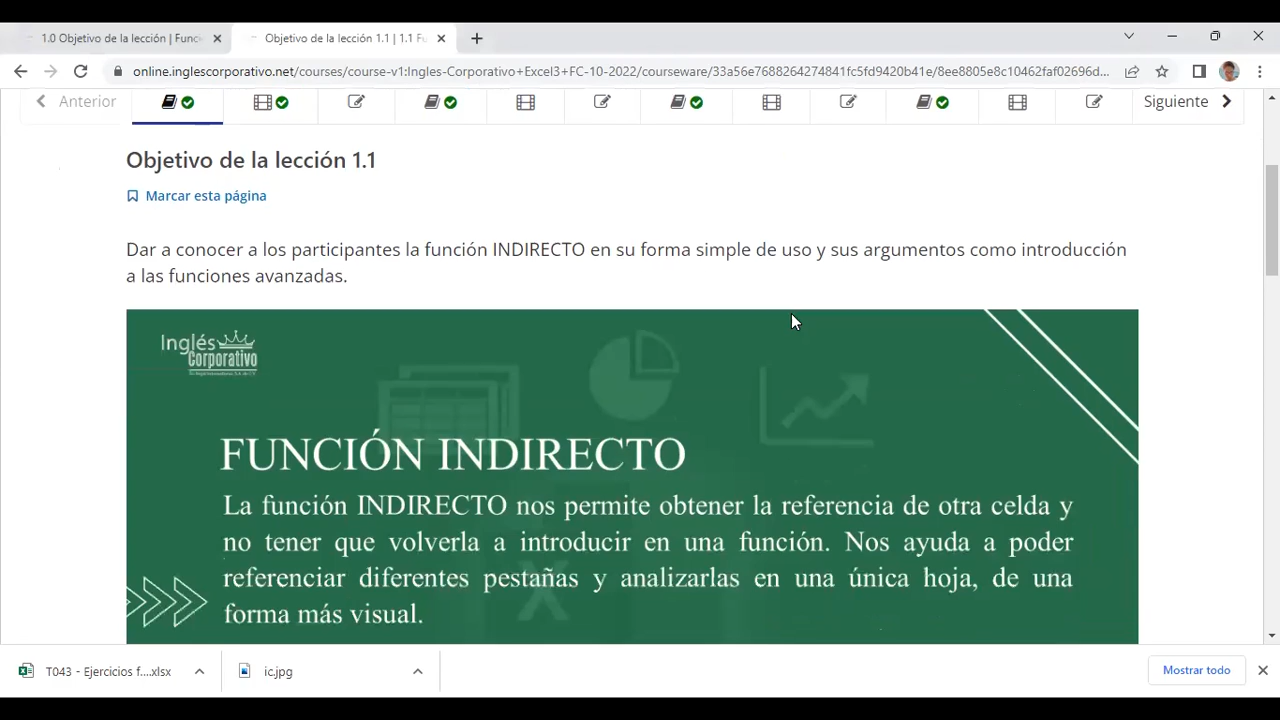 1.0 Objetivo de la lección | Func
Objetivo de la lección 1.1 | 1.1 Fu
online.inglescorporativo.net/courses/course-v1:Ingles-Corporativo+Excel3+FC-10-2022/courseware/33a56e7688264274841fc5fd9420b41e/8ee8805e8c10462faf02696d...
Anterior
Siguiente
Objetivo de la lección 1.1
Marcar esta página
Dar a conocer a los participantes la función INDIRECTO en su forma simple de uso y sus argumentos como introducción
a las funciones avanzadas.
Inglés
Corporativo
FUNCIÓN INDIRECTO
La función INDIRECTO nos permite obtener la referencia de otra celda y
no tener que volverla a introducir en una función. Nos ayuda a poder
referenciar diferentes pestañas y analizarlas en una única hoja, de una
forma más visual.
T043 - Ejercicios f....xlsx
ic.jpg
Mostrar todo